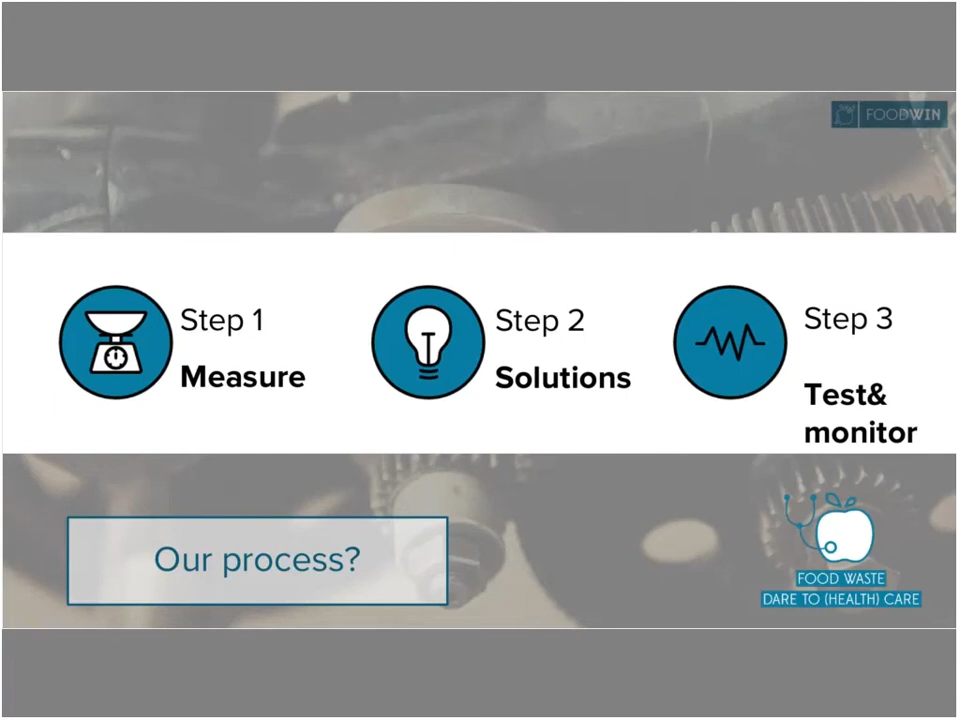 FOODWIN
Step 1
Measure
Step 2
Solutions
Step 3
Test&
monitor
Our process?
FOOD WASTE
DARE TO (HEALTH) CARE